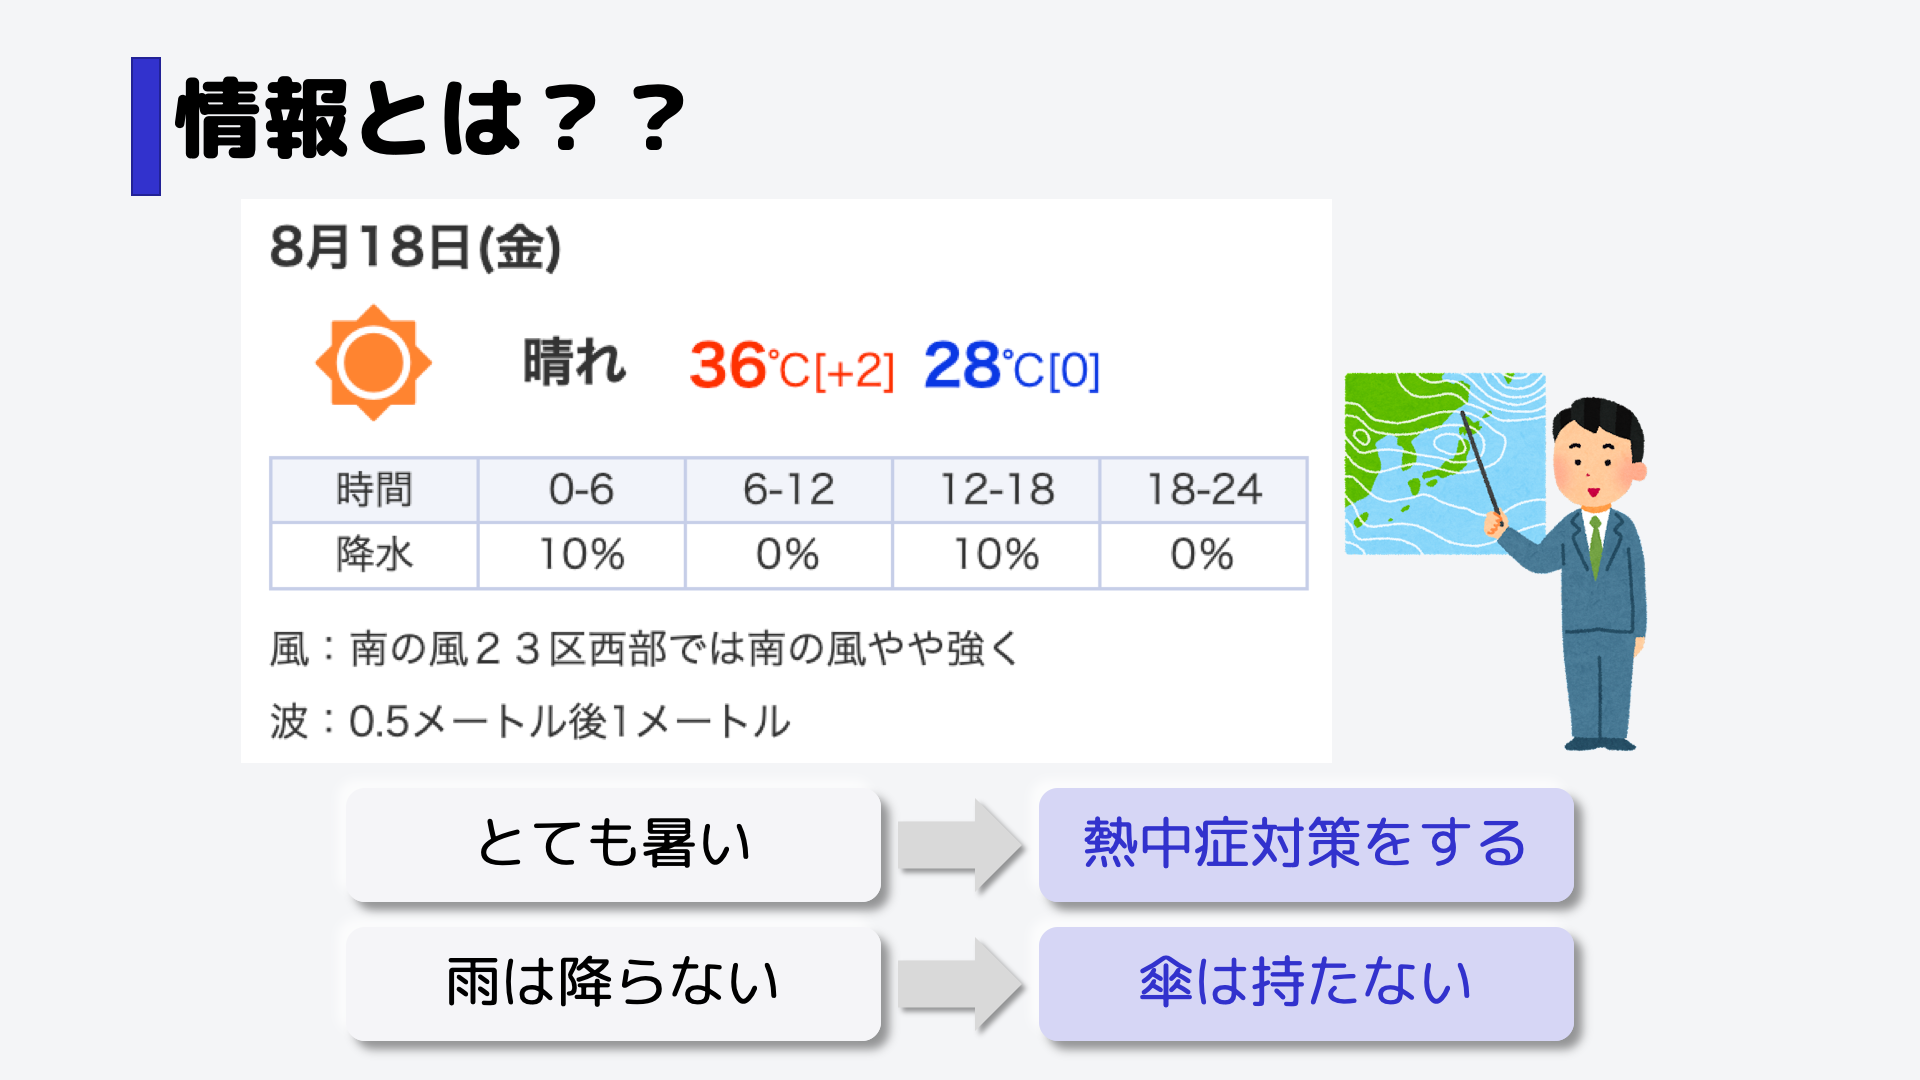 情報とは？？
8月18日(金)
晴れ 36℃[+2] 28℃[0]
時間 0-6 6-12 12-18 18-24
降水 10% 0% 10% 0%
風：南の風２３区西部では南の風やや強く
波：0.5メートル後1メートル
とても暑い 熱中症対策をする
雨は降らない 傘は持たない